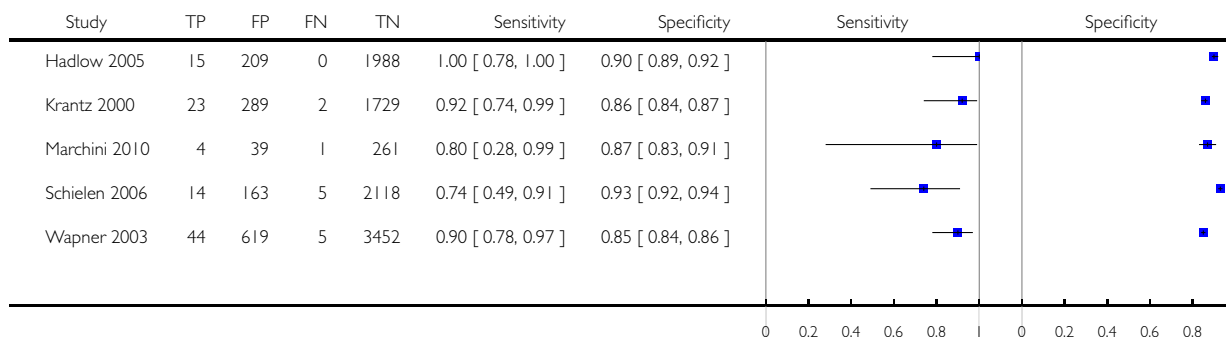 Study TP FP FN TN Sensitivity Specificity Sensitivity Specificity
Hadlow 2005 15 209 0 1988 1.00 [ 0.78, 1.00 ] 0.90 [ 0.89, 0.92 ]
Krantz 2000 23 289 2 1729 0.92 [ 0.74, 0.99 ] 0.86 [ 0.84, 0.87 ]
Marchini 2010 4 39 1 261 0.80 [ 0.28, 0.99 ] 0.87 [ 0.83, 0.91 ]
Schielen 2006 14 163 5 2118 0.74 [ 0.49, 0.91 ] 0.93 [ 0.92, 0.94 ]
Wapner 2003 44 619 5 3452 0.90 [ 0.78, 0.97 ] 0.85 [ 0.84, 0.86 ]
0 0.2 0.4 0.6 0.8 1 0 0.2 0.4 0.6 0.8